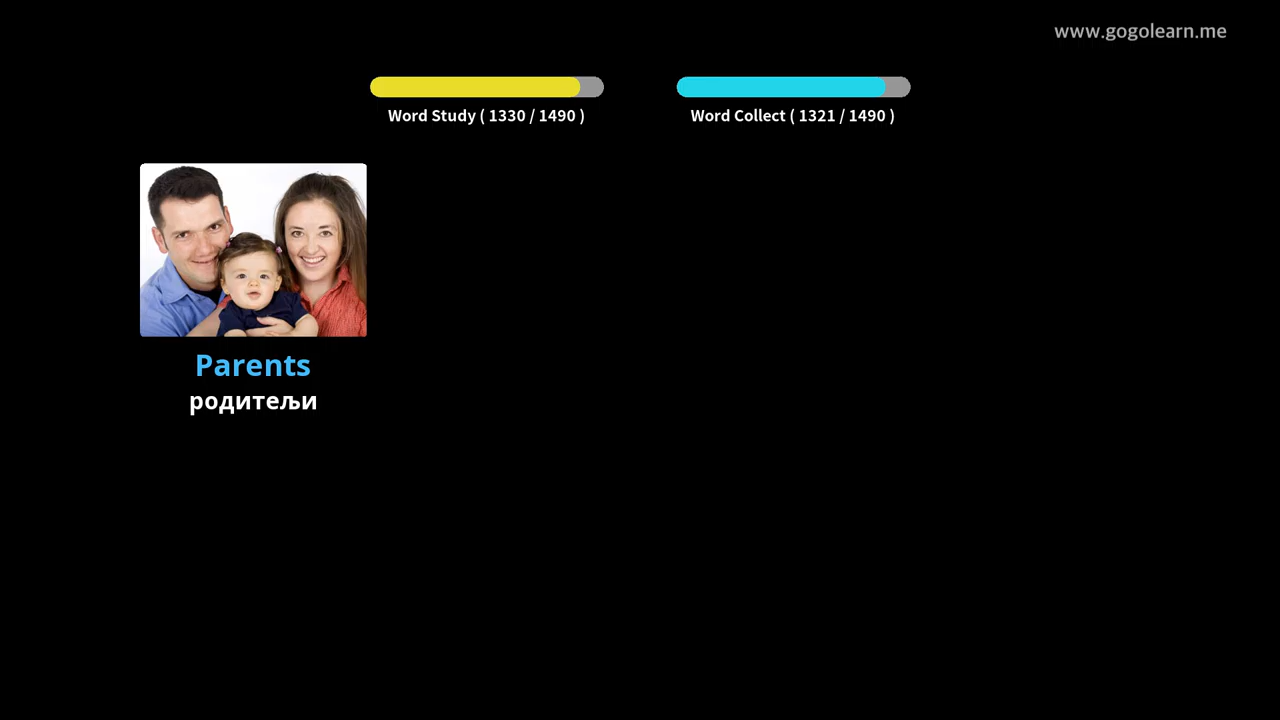 www.gogolearn.me
Word Study ( 1330 / 1490 )
Word Collect ( 1321 / 1490 )
Parents
родитељи